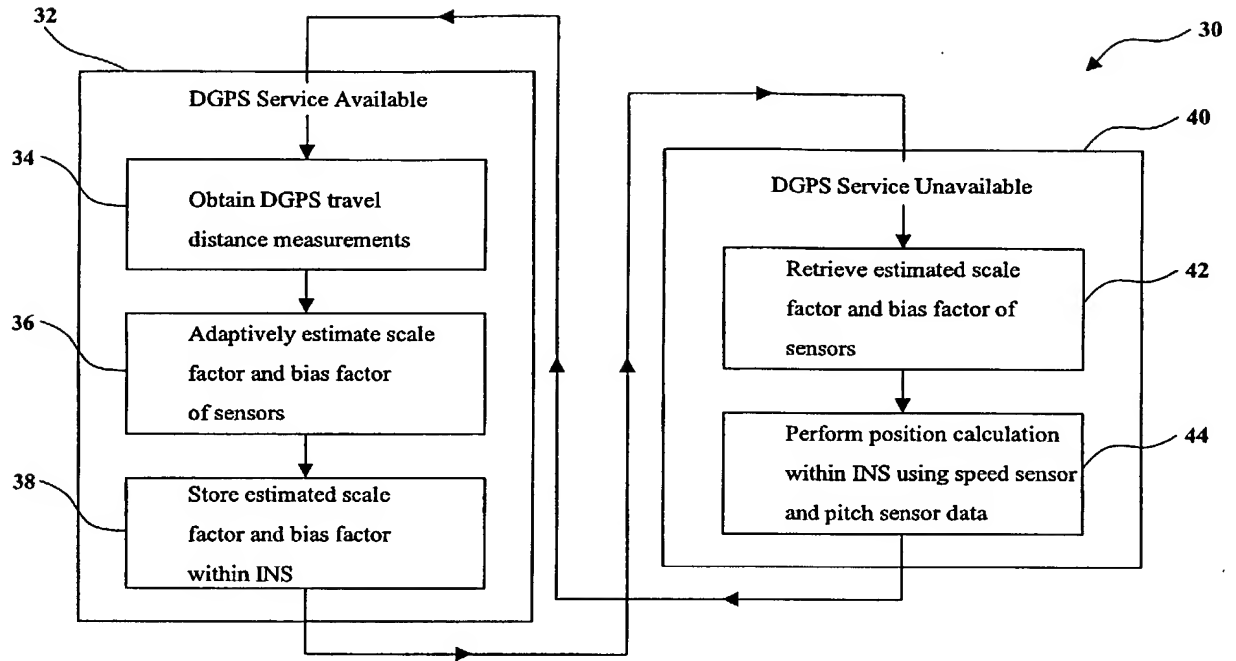 32
30
DGPS Service Available
40
34
Obtain DGPS travel
distance measurements
DGPS Service Unavailable
Retrieve estimated scale
factor and bias factor of
sensors
42
36
Adaptively estimate scale
factor and bias factor
of sensors
Perform position calculation
within INS using speed sensor
and pitch sensor data
44
38
Store estimated scale
factor and bias factor
within INS